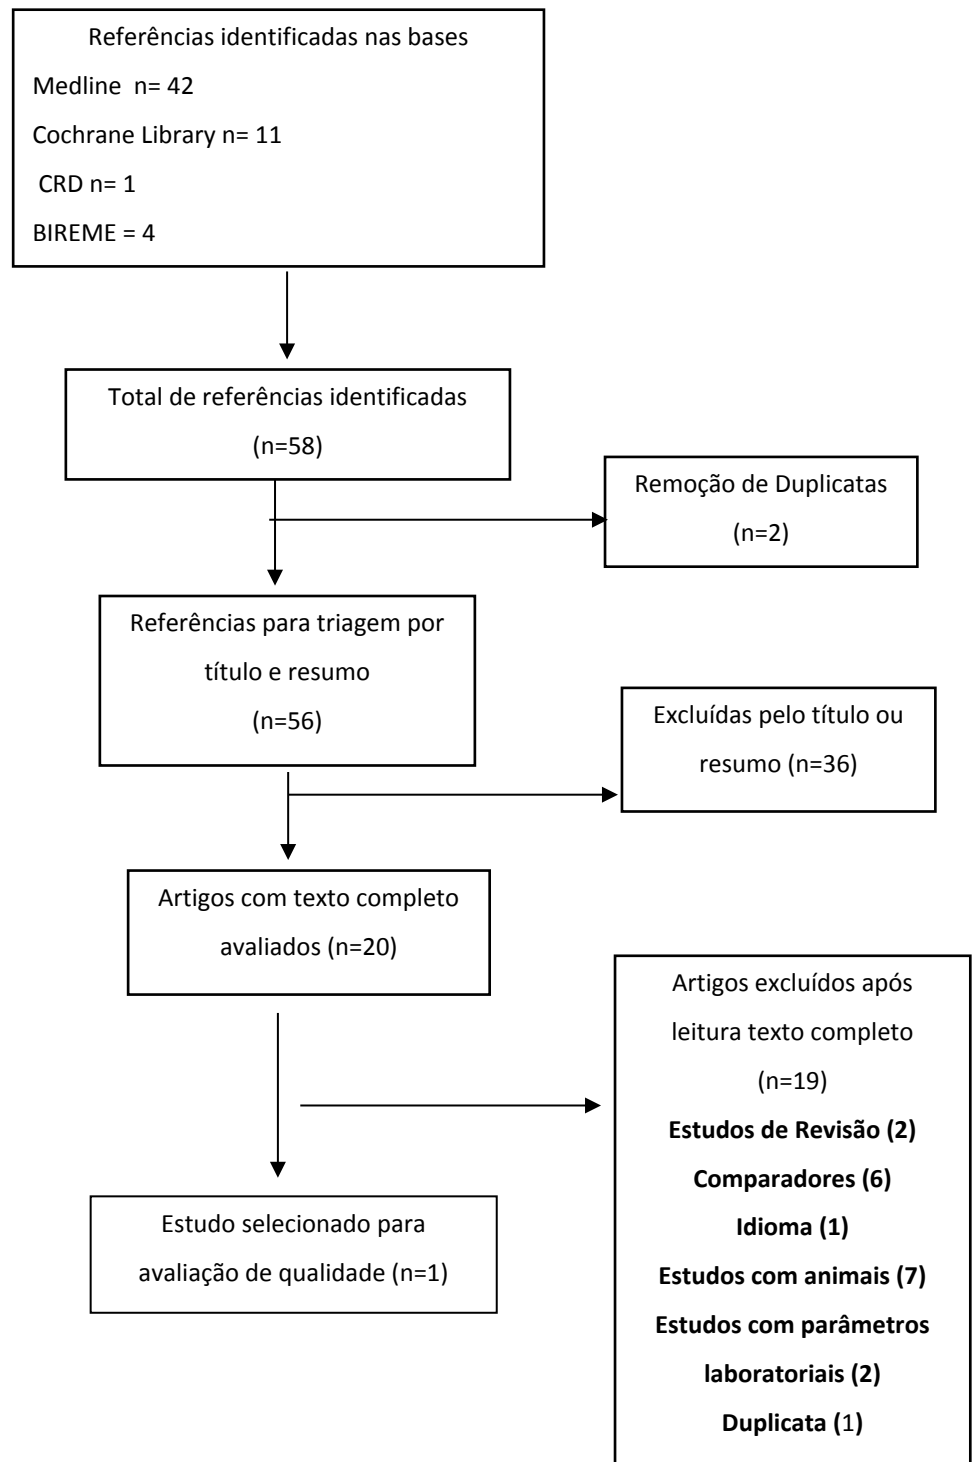 Referências identificadas nas bases
Medline n= 42
Cochrane Library n= 11
CRD n= 1
BIREME = 4
Total de referências identificadas
(n=58)
Remoção de Duplicatas
(n=2)
Referências para triagem por
título e resumo
(n=56)
Excluídas pelo título ou
resumo (n=36)
Artigos com texto completo
avaliados (n=20)
Artigos excluídos após
leitura texto completo
(n=19)
Estudos de Revisão (2)
Comparadores (6)
Idioma (1)
Estudos com animais (7)
Estudos com parâmetros
laboratoriais (2)
Duplicata (1)
Estudo selecionado para
avaliação de qualidade (n=1)